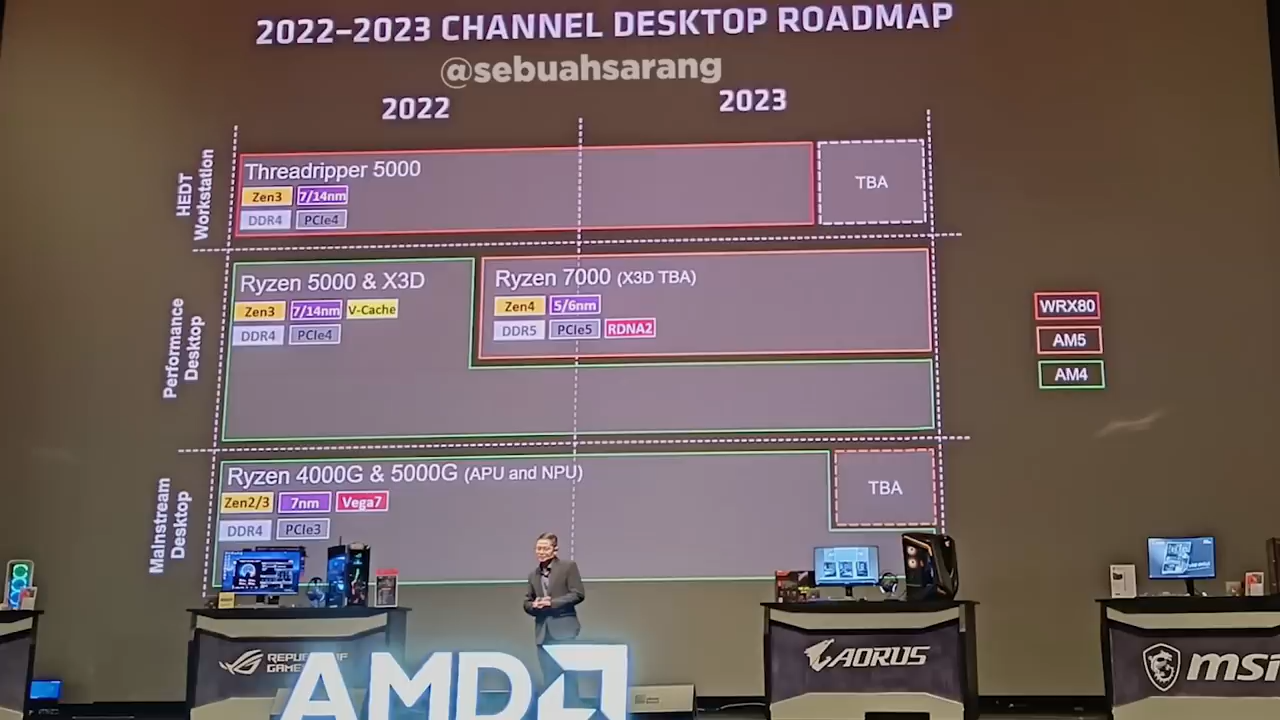 2022–2023 CHANNEL DESKTOP ROADMAP
@sebuahsarang
2022
2023
HEDT
Workstation
Threadripper 5000
Zen3 7/14nm
DDR4 PCIe4
TBA
Performance
Desktop
Ryzen 5000 & X3D
Zen3 7/14nm V-Cache
DDR4 PCIe4
Ryzen 7000 (X3D TBA)
Zen4 5/6nm
DDR5 PCIe5 RDNA2
WRX80
AM5
AM4
Mainstream
Desktop
Ryzen 4000G & 5000G (APU and NPU)
Zen2/3 7nm Vega7
DDR4 PCIe3
TBA
AMD
AORUS
msi